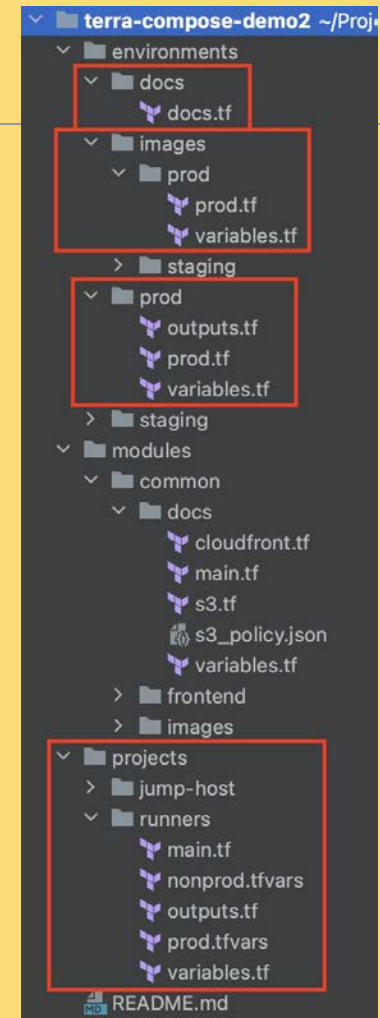 terra-compose-demo2 ~/Proj
environments
docs
docs.tf
images
prod
prod.tf
variables.tf
staging
prod
outputs.tf
prod.tf
variables.tf
staging
modules
common
docs
cloudfront.tf
main.tf
s3.tf
s3_policy.json
variables.tf
frontend
images
projects
jump-host
runners
main.tf
nonprod.tfvars
outputs.tf
prod.tfvars
variables.tf
MD README.md